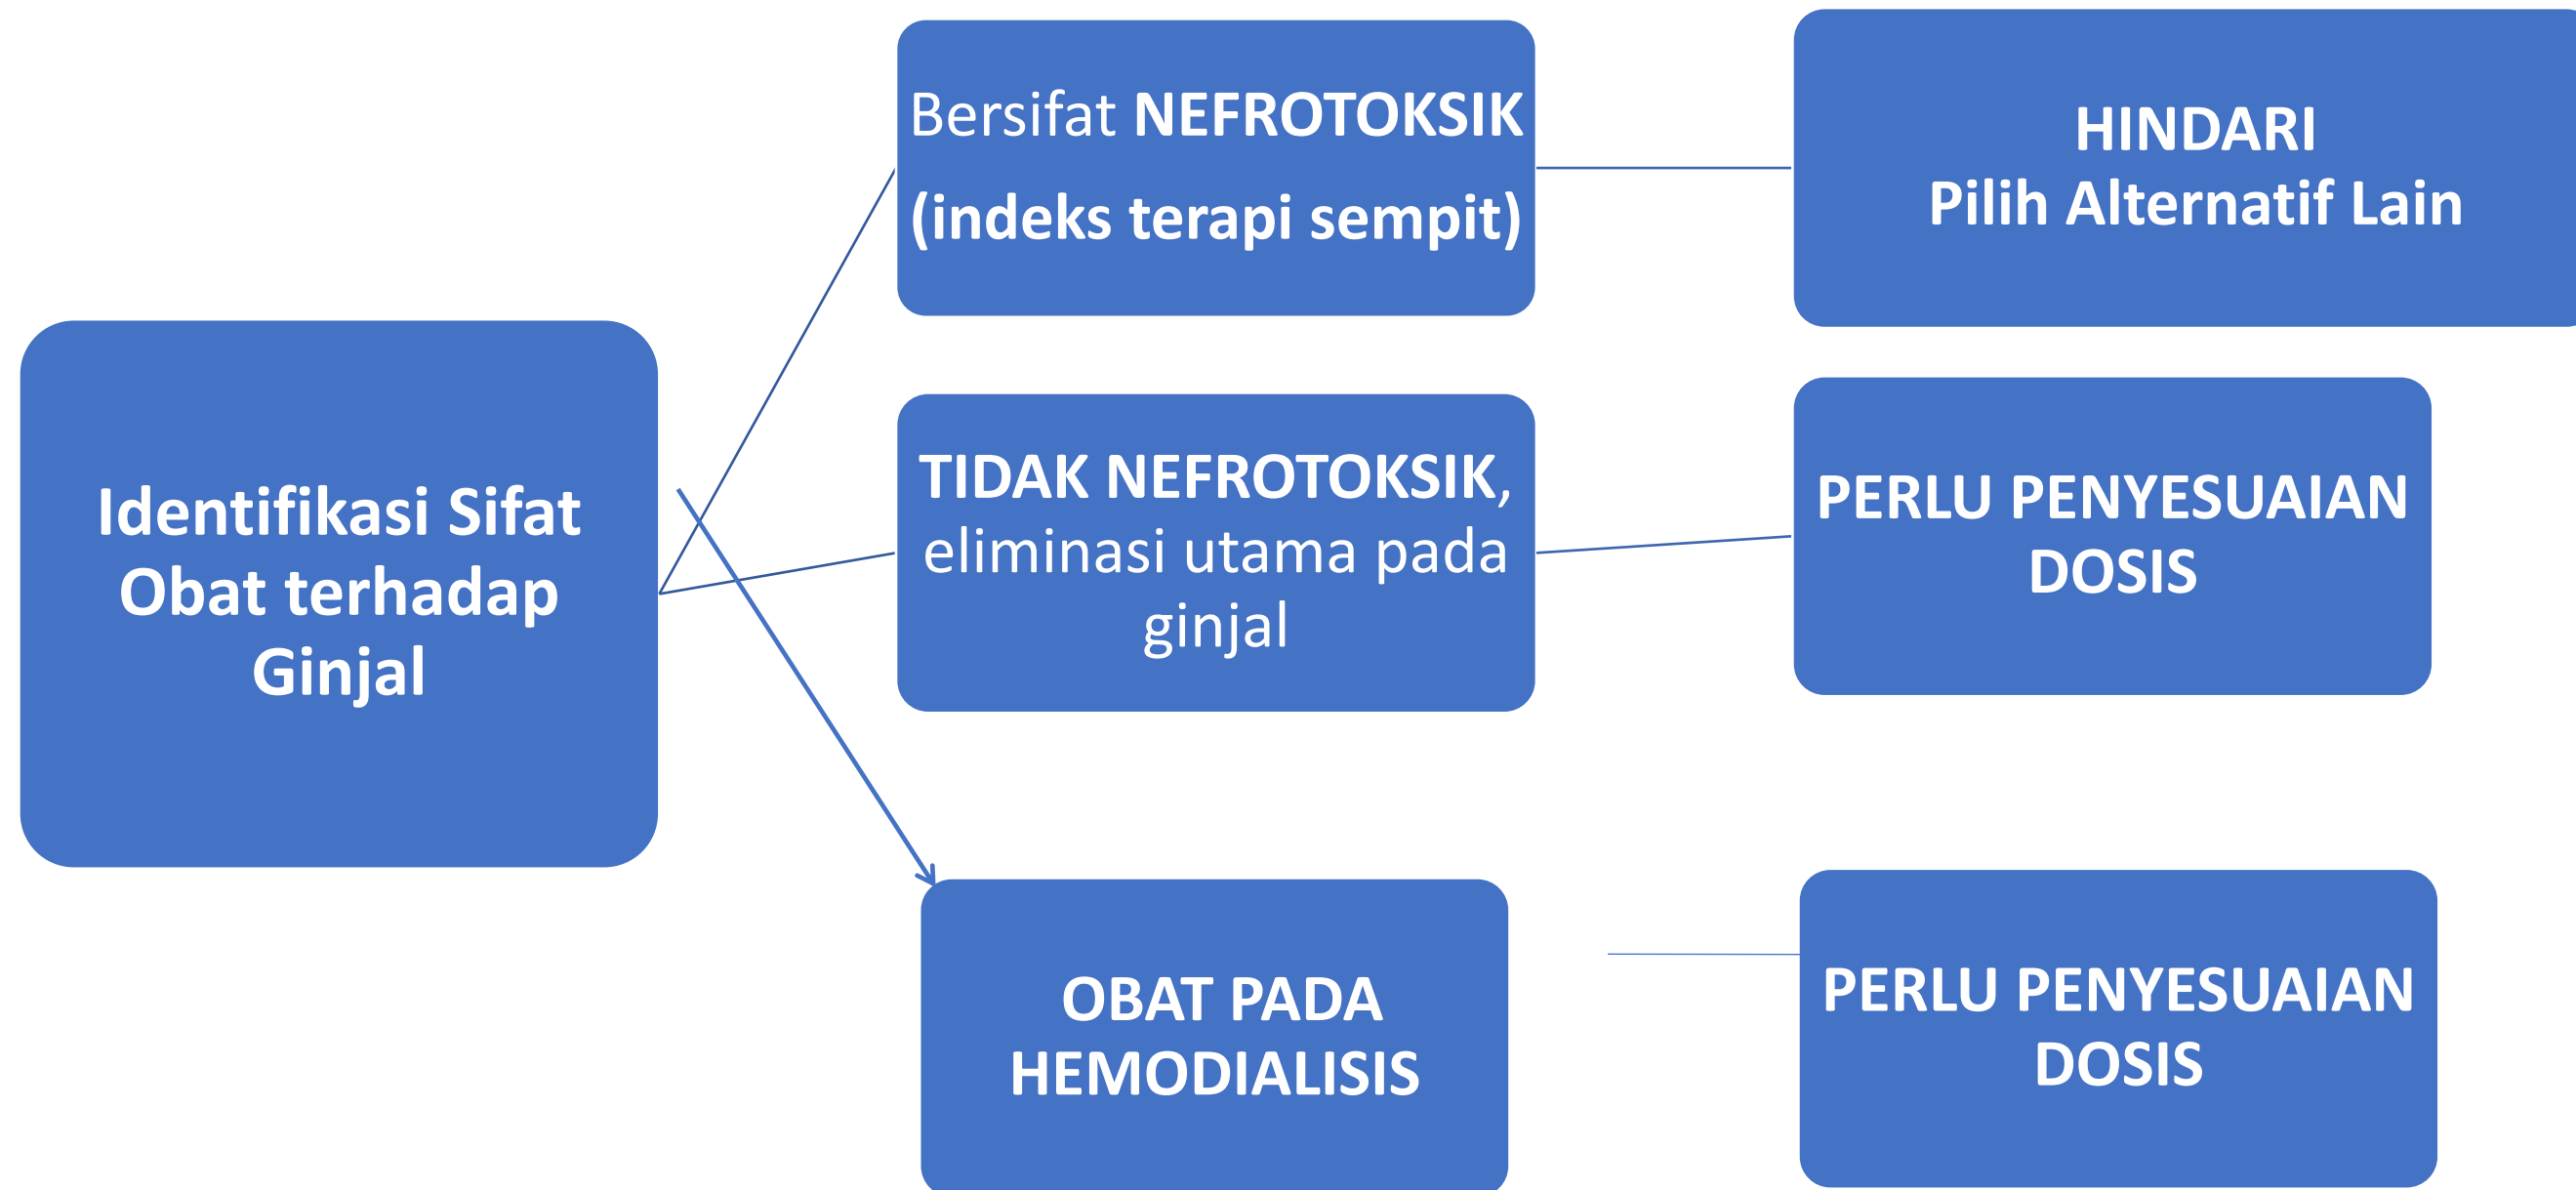 Identifikasi Sifat
Obat terhadap
Ginjal
Bersifat NEFROTOKSIK
(indeks terapi sempit)
HINDARI
Pilih Alternatif Lain
TIDAK NEFROTOKSIK,
eliminasi utama pada
ginjal
PERLU PENYESUAIAN
DOSIS
OBAT PADA
HEMODIALISIS
PERLU PENYESUAIAN
DOSIS